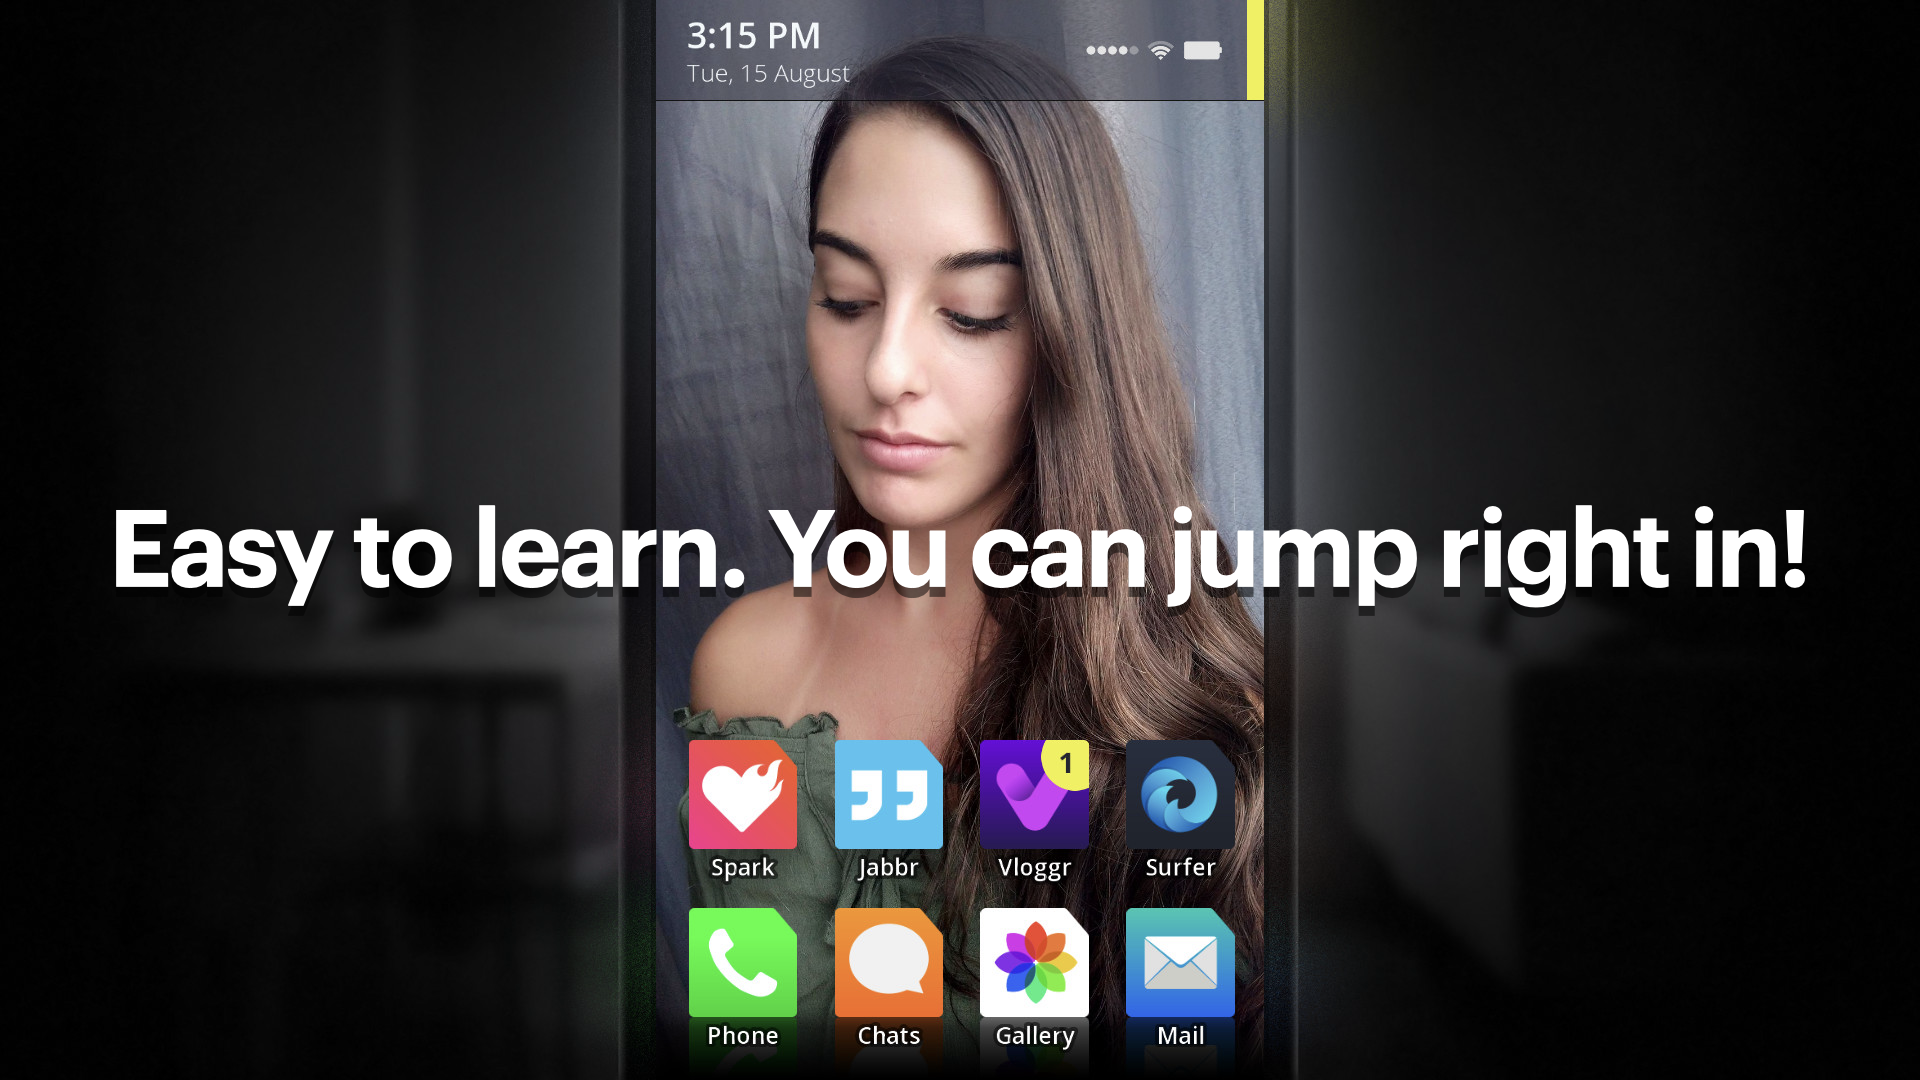 3:15 PM
Tue, 15 August
Easy to learn. You can jump right in!
1
Spark
Jabbr
Vloggr
Surfer
Phone
Chats
Gallery
Mail